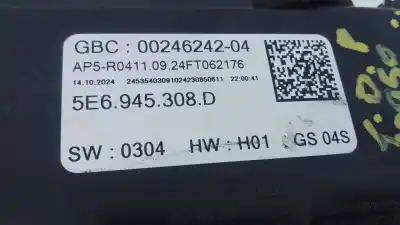 GBC : 00246242-04
AP5-R0411.09.24FT062176
14.10.2024 24535403091024230850611 22:00:41
5E6.945.308.D
SW : 0304 HW : H01 GS 04S